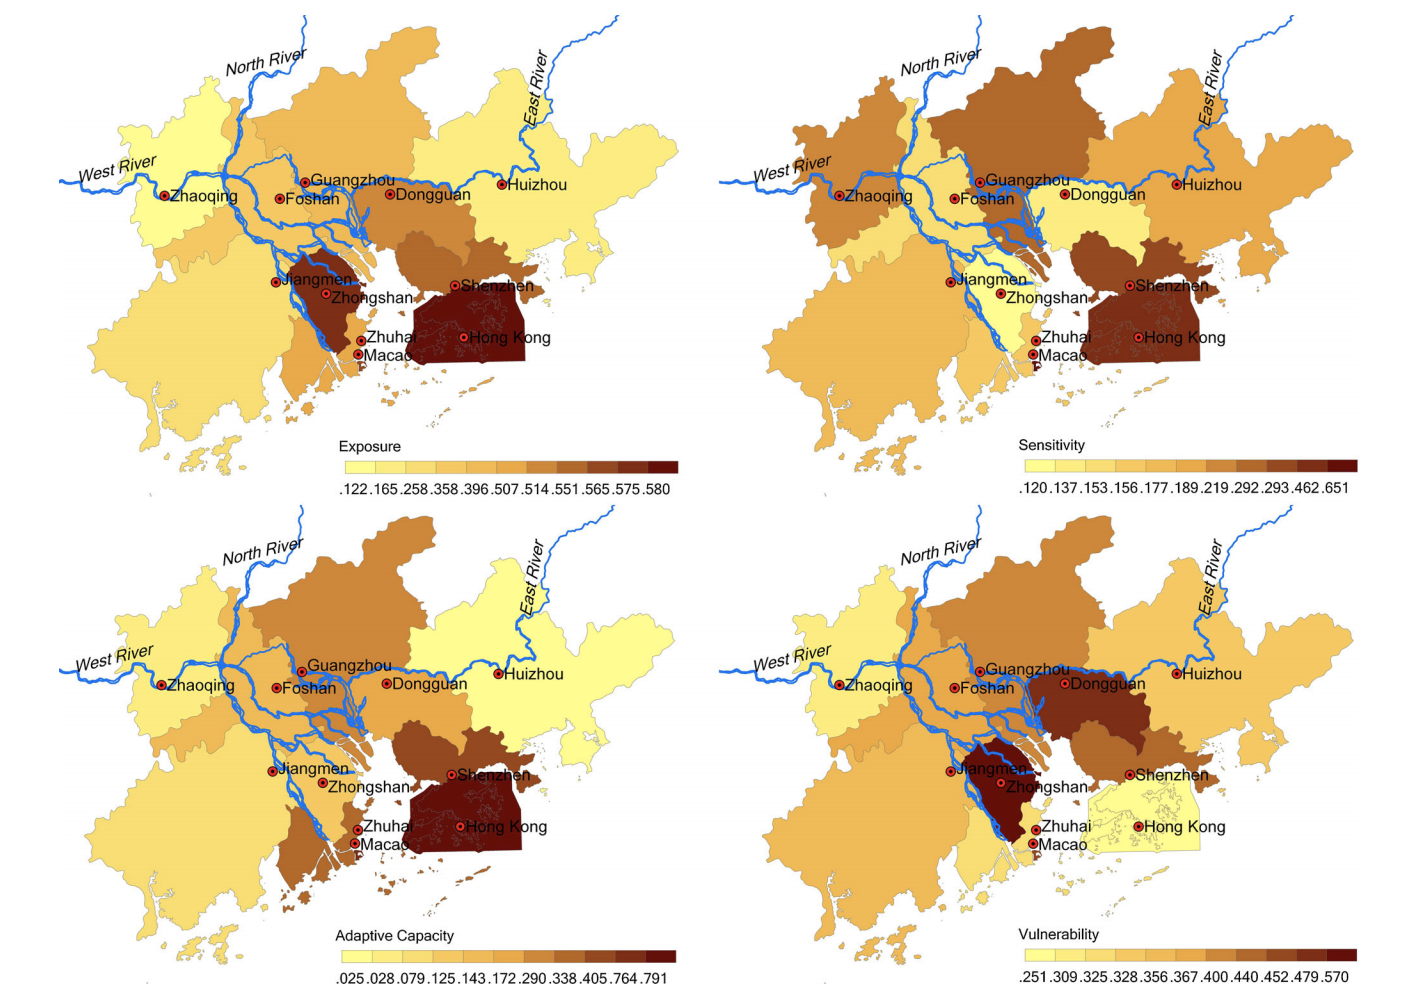 North River
East River
West River
Zhaoqing
Guangzhou
Foshan
Dongguan
Huizhou
Jiangmen
Zhongshan
Shenzhen
Zhuhai
Hong Kong
Macao
Exposure
.122 .165 .258 .358 .396 .507 .514 .551 .565 .575 .580
North River
East River
West River
Zhaoqing
Guangzhou
Foshan
Dongguan
Huizhou
Jiangmen
Zhongshan
Shenzhen
Zhuhai
Hong Kong
Macao
Sensitivity
.120 .137 .153 .156 .177 .189 .219 .292 .293 .462 .651
North River
East River
West River
Zhaoqing
Guangzhou
Foshan
Dongguan
Huizhou
Jiangmen
Zhongshan
Shenzhen
Zhuhai
Hong Kong
Macao
Adaptive Capacity
.025 .028 .079 .125 .143 .172 .290 .338 .405 .764 .791
North River
East River
West River
Zhaoqing
Guangzhou
Foshan
Dongguan
Huizhou
Jiangmen
Zhongshan
Shenzhen
Zhuhai
Hong Kong
Macao
Vulnerability
.251 .309 .325 .328 .356 .367 .400 .440 .452 .479 .570